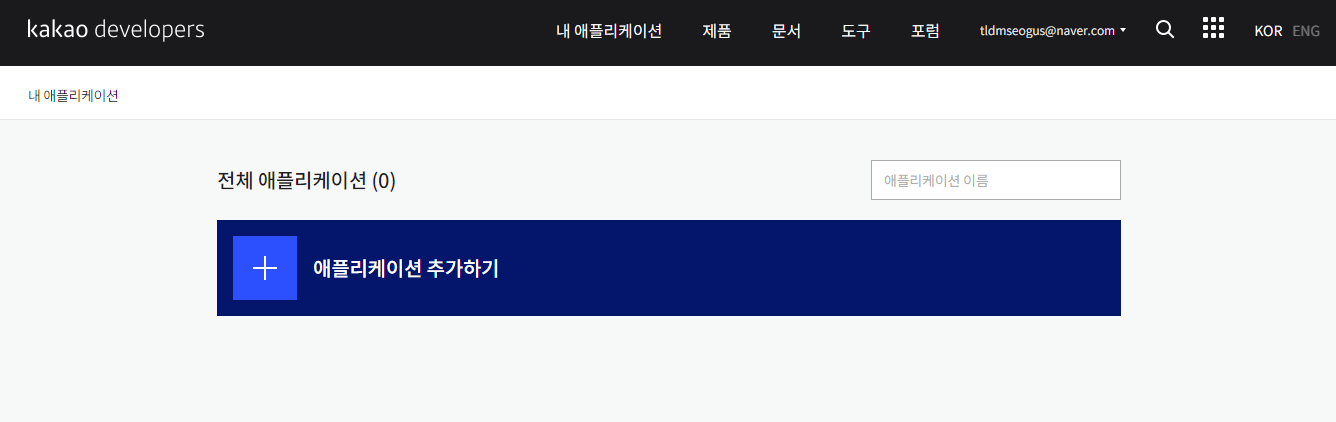 kakao developers 내 애플리케이션 제품 문서 도구 포럼 tldmseogus@naver.com KOR ENG
내 애플리케이션
전체 애플리케이션 (0) 애플리케이션 이름
애플리케이션 추가하기